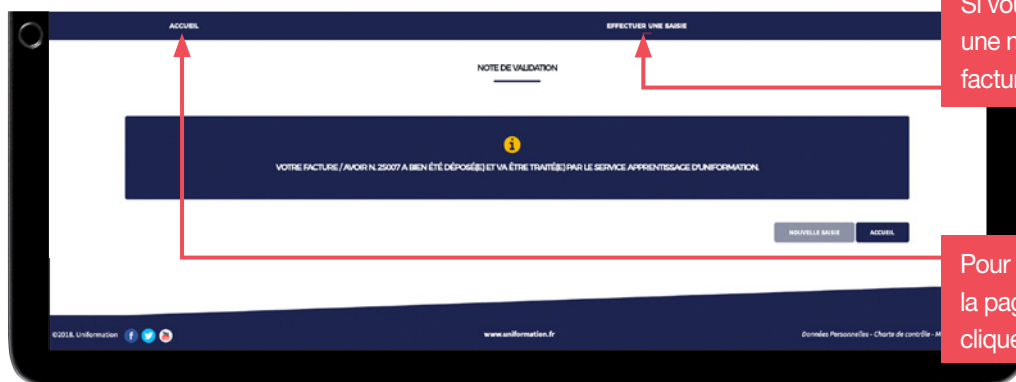 Si vou
une n
factur
ACCUEIL
EFFECTUER UNE SAISIE
NOTE DE VALIDATION
i
VOTRE FACTURE / AVOIR N. 25007 A BIEN ÉTÉ DÉPOSÉ(E) ET VA ÊTRE TRAITÉ(E) PAR LE SERVICE APPRENTISSAGE D'UNIFORMATION.
NOUVELLE SAISIE ACCUEIL
Pour
la pag
clique
©2018. Uniformation
www.uniformation.fr
Données Personnelles - Charte de contrôle - M